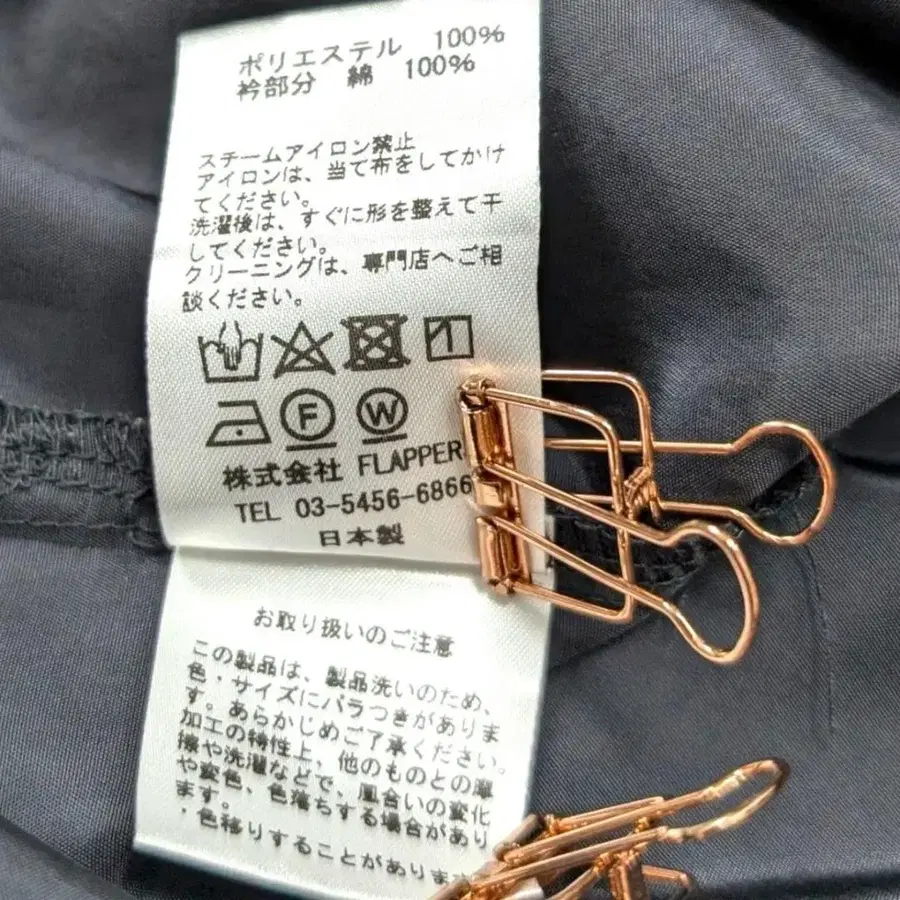 ポリエステル 100%
衿部分 綿 100%
スチームアイロン禁止
アイロンは、当て布をしてかけ
てください。
洗濯後は、すぐに形を整えて干
してください。
クリーニングは、専門店へご相
談ください。
F
W
株式会社 FLAPPER
TEL 03-5456-6866
日本製
お取り扱いのご注意
この製品は、製品洗いのため、
色・サイズにバラつきがありま
す。あらかじめご了承ください。
加工の特性上、他のものとの摩
擦や洗濯などで、風合いの変化
や変色、色落ちする場合があり
ます。
・色移りすることがありま